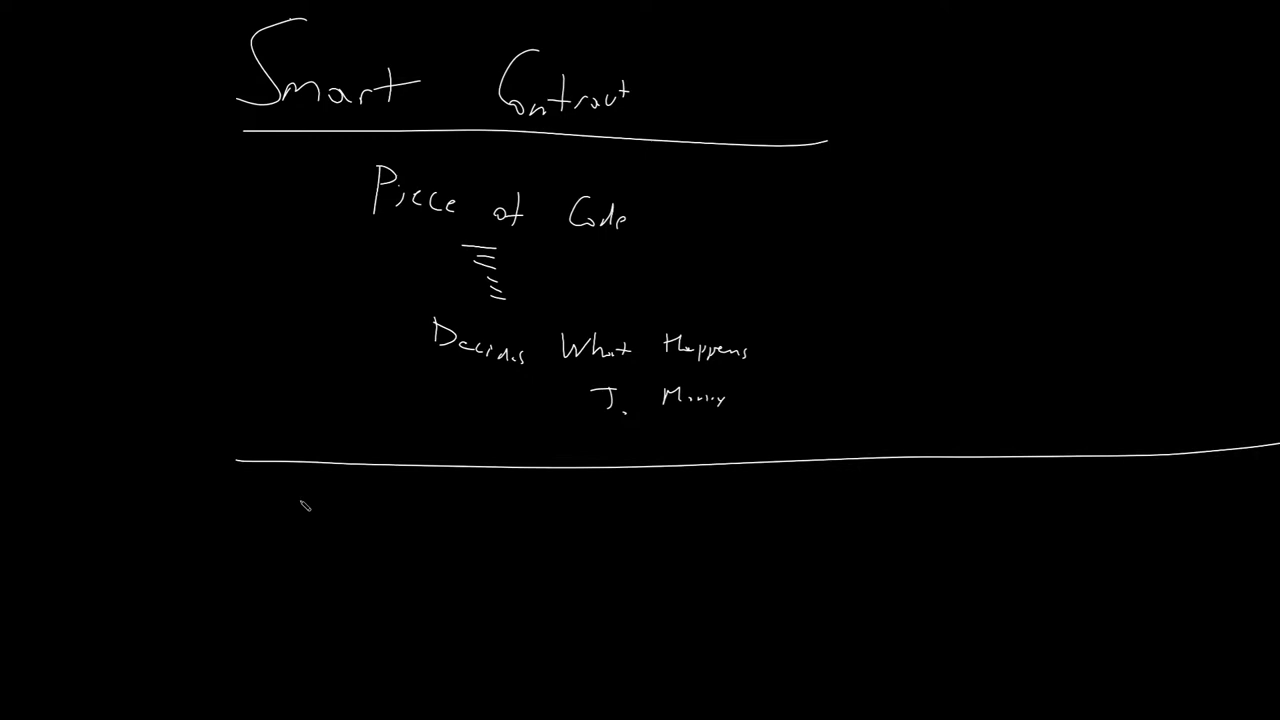 Smart Contract
Piece of Code
Decides What Happens
To Money